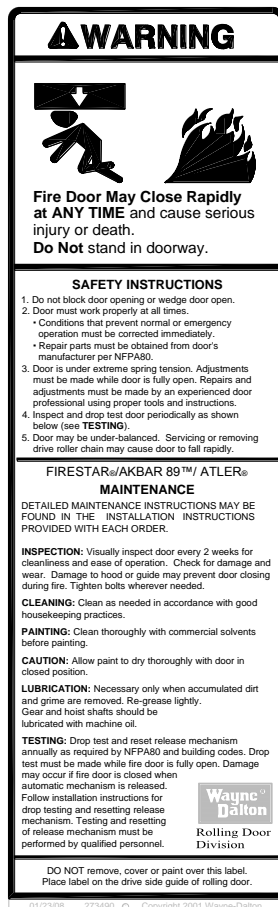 WARNING
Fire Door May Close Rapidly
at ANY TIME and cause serious
injury or death.
Do Not stand in doorway.
SAFETY INSTRUCTIONS
1. Do not block door opening or wedge door open.
2. Door must work properly at all times.
• Conditions that prevent normal or emergency
operation must be corrected immediately.
• Repair parts must be obtained from door's
manufacturer per NFPA80.
3. Door is under extreme spring tension. Adjustments
must be made while door is fully open. Repairs and
adjustments must be made by an experienced door
professional using proper tools and instructions.
4. Inspect and drop test door periodically as shown
below (see TESTING).
5. Door may be under-balanced. Servicing or removing
drive roller chain may cause door to fall rapidly.
FIRESTAR®/AKBAR 89™/ ATLER®
MAINTENANCE
DETAILED MAINTENANCE INSTRUCTIONS MAY BE
FOUND IN THE INSTALLATION INSTRUCTIONS
PROVIDED WITH EACH ORDER.
INSPECTION: Visually inspect door every 2 weeks for
cleanliness and ease of operation. Check for damage and
wear. Damage to hood or guide may prevent door closing
during fire. Tighten bolts wherever needed.
CLEANING: Clean as needed in accordance with good
housekeeping practices.
PAINTING: Clean thoroughly with commercial solvents
before painting.
CAUTION: Allow paint to dry thoroughly with door in
closed position.
LUBRICATION: Necessary only when accumulated dirt
and grime are removed. Re-grease lightly.
Gear and hoist shafts should be
lubricated with machine oil.
TESTING: Drop test and reset release mechanism
annually as required by NFPA80 and building codes. Drop
test must be made while fire door is fully open. Damage
may occur if fire door is closed when
automatic mechanism is released.
Follow installation instructions for
drop testing and resetting release
mechanism. Testing and resetting
of release mechanism must be
performed by qualified personnel.
Wayne®
Dalton
Rolling Door
Division
DO NOT remove, cover or paint over this label.
Place label on the drive side guide of rolling door.
01/23/08 273490 © Copyright 2001 Wayne-Dalton